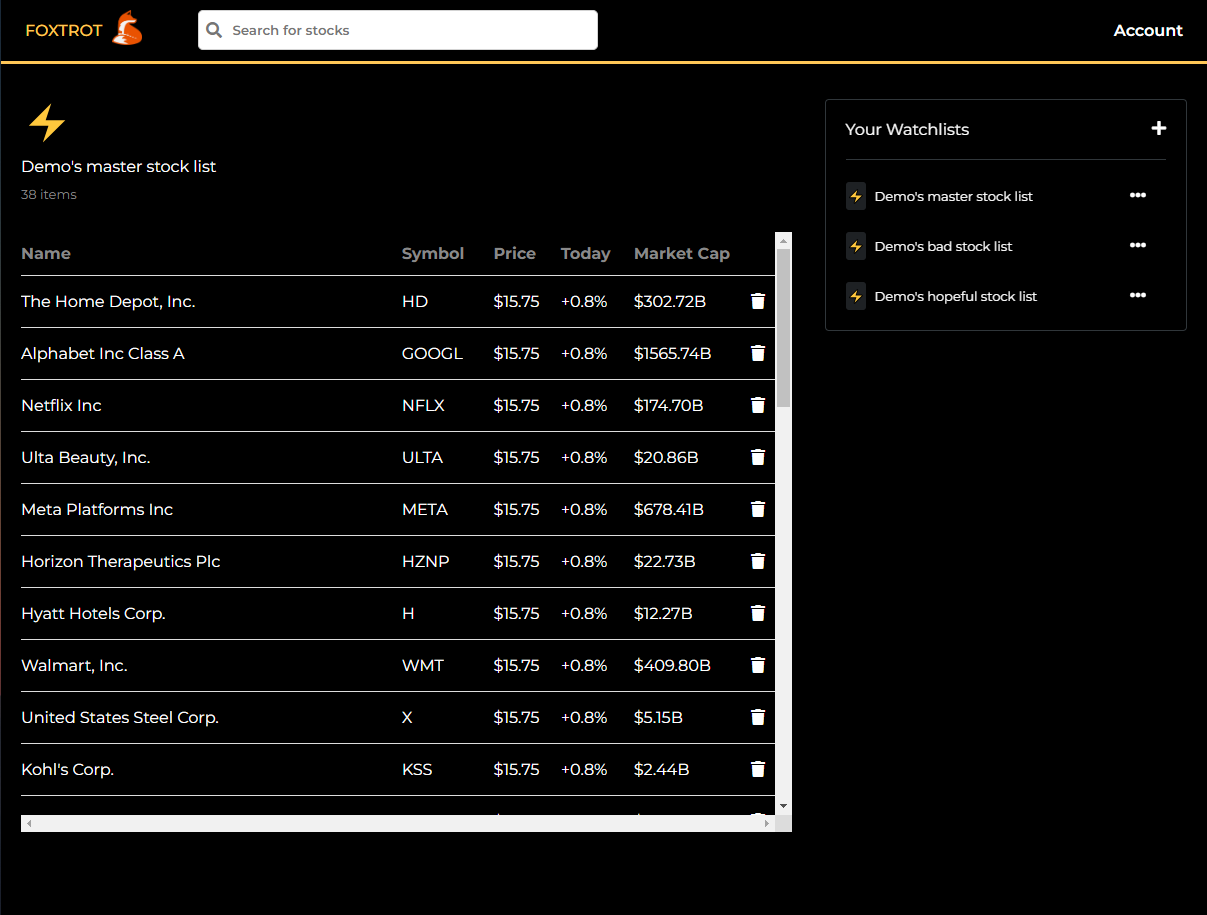 FOXTROT
Search for stocks
Account
Demo's master stock list
38 items
Name Symbol Price Today Market Cap
The Home Depot, Inc. HD $15.75 +0.8% $302.72B
Alphabet Inc Class A GOOGL $15.75 +0.8% $1565.74B
Netflix Inc NFLX $15.75 +0.8% $174.70B
Ulta Beauty, Inc. ULTA $15.75 +0.8% $20.86B
Meta Platforms Inc META $15.75 +0.8% $678.41B
Horizon Therapeutics Plc HZNP $15.75 +0.8% $22.73B
Hyatt Hotels Corp. H $15.75 +0.8% $12.27B
Walmart, Inc. WMT $15.75 +0.8% $409.80B
United States Steel Corp. X $15.75 +0.8% $5.15B
Kohl's Corp. KSS $15.75 +0.8% $2.44B
Your Watchlists
Demo's master stock list
Demo's bad stock list
Demo's hopeful stock list